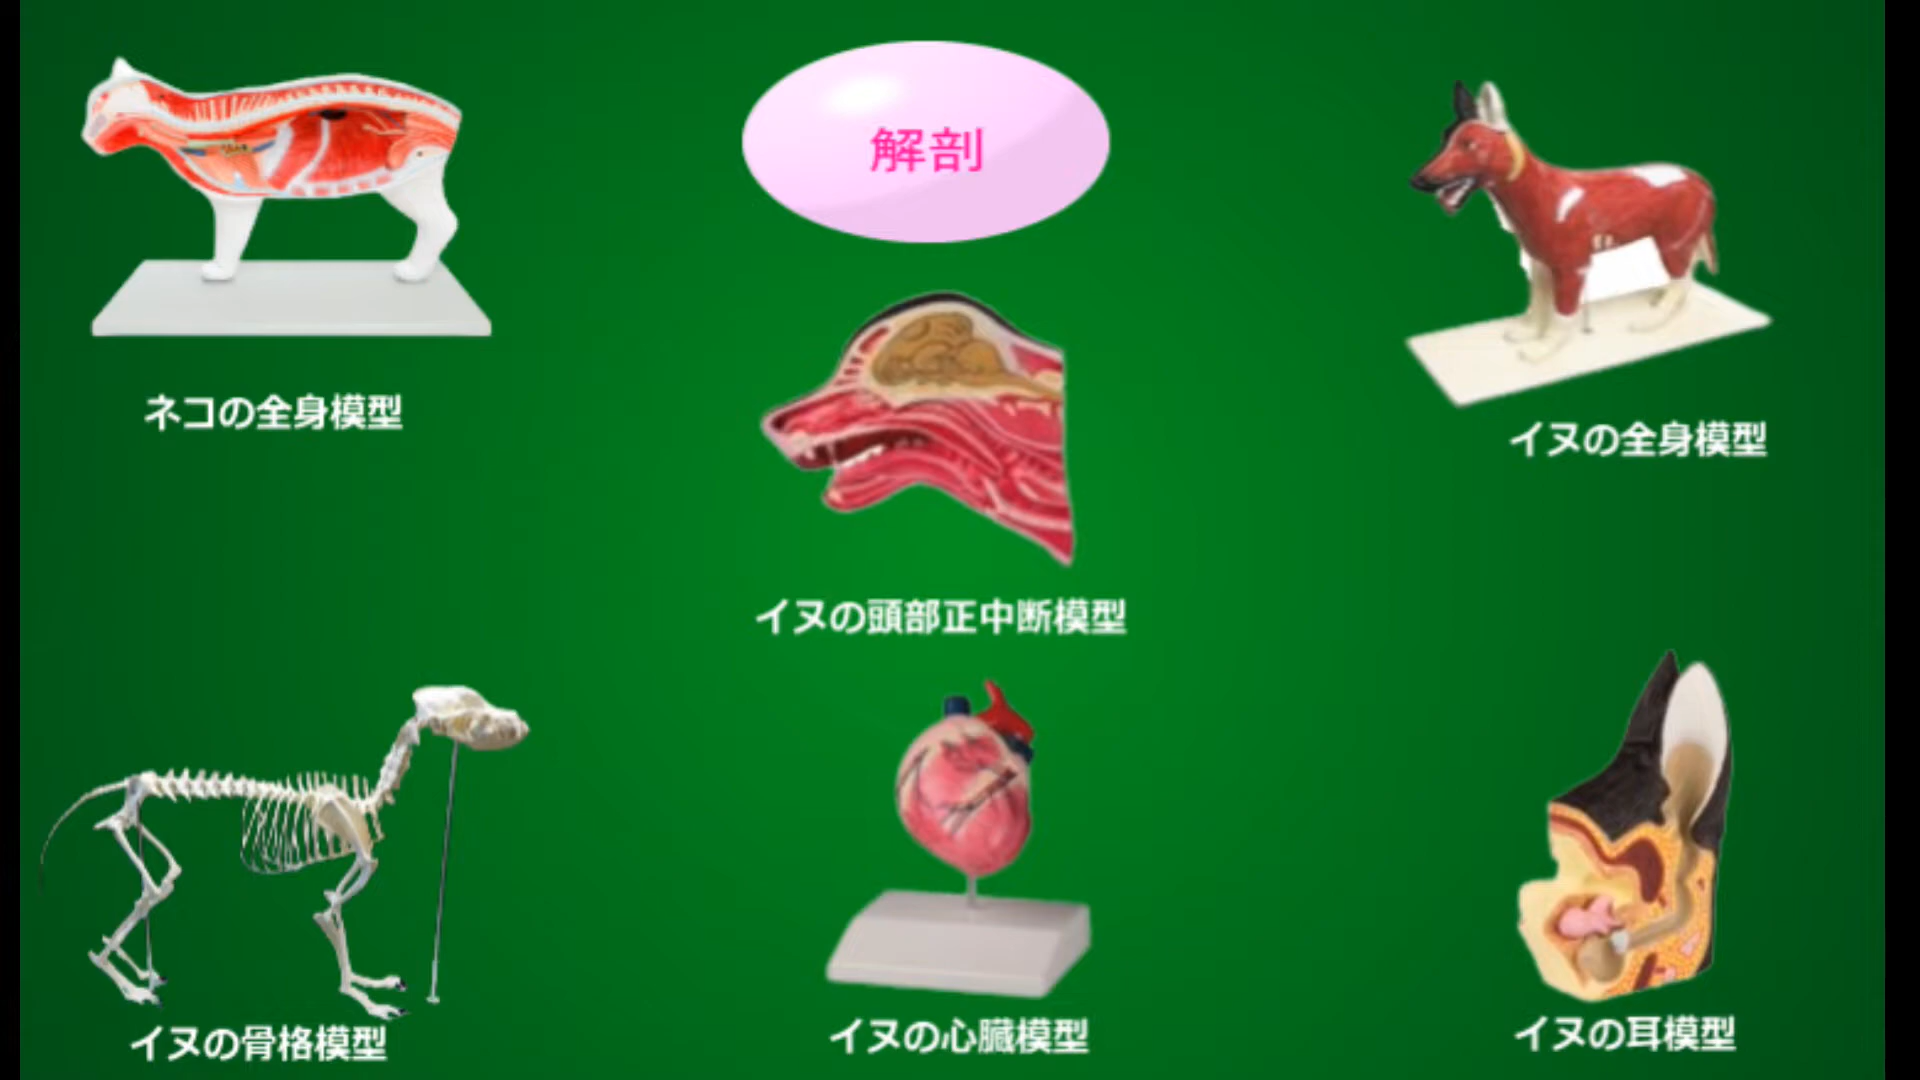 解剖
ネコの全身模型
イヌの全身模型
イヌの頭部正中断模型
イヌの骨格模型
イヌの心臓模型
イヌの耳模型